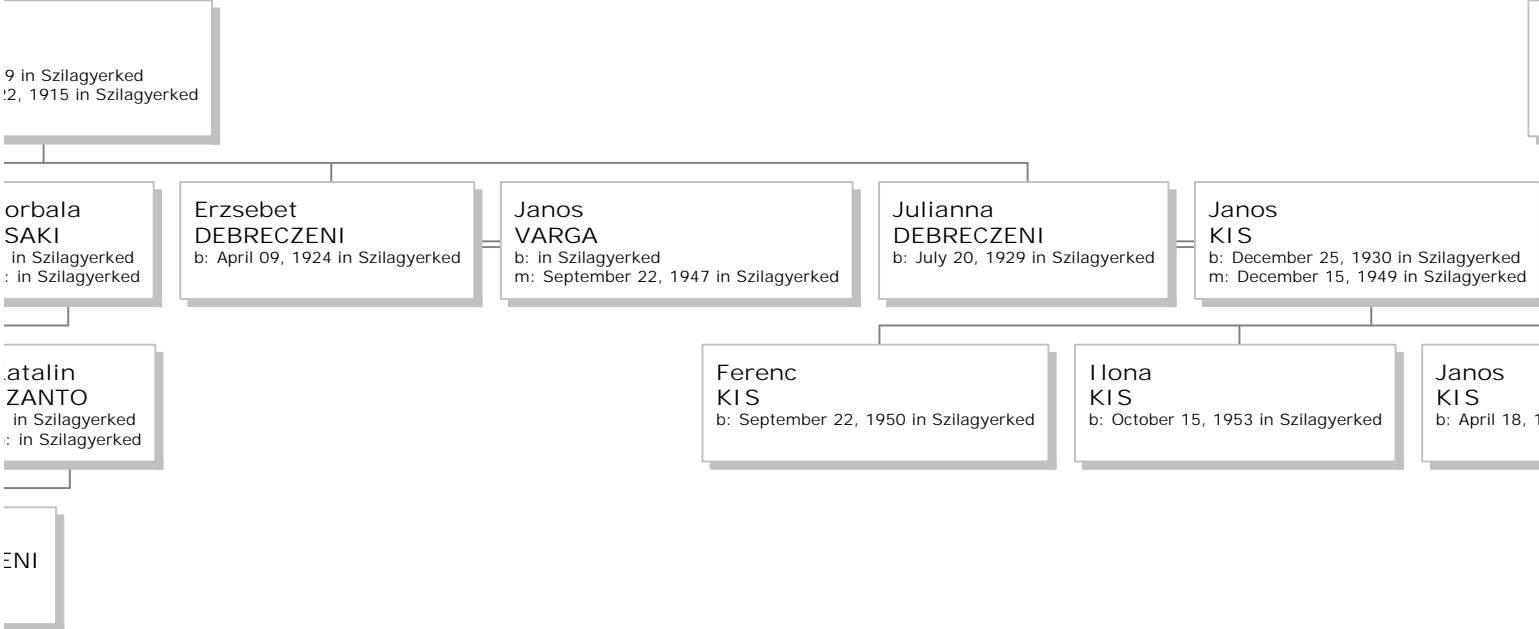 9 in Szilagyerked
22, 1915 in Szilagyerked
orbala
SAKI
in Szilagyerked
: in Szilagyerked
Erzsebet
DEBRECZENI
b: April 09, 1924 in Szilagyerked
Janos
VARGA
b: in Szilagyerked
m: September 22, 1947 in Szilagyerked
Julianna
DEBRECZENI
b: July 20, 1929 in Szilagyerked
Janos
KIS
b: December 25, 1930 in Szilagyerked
m: December 15, 1949 in Szilagyerked
atalin
ZANTO
in Szilagyerked
: in Szilagyerked
Ferenc
KIS
b: September 22, 1950 in Szilagyerked
Ilona
KIS
b: October 15, 1953 in Szilagyerked
Janos
KIS
b: April 18,
ENI